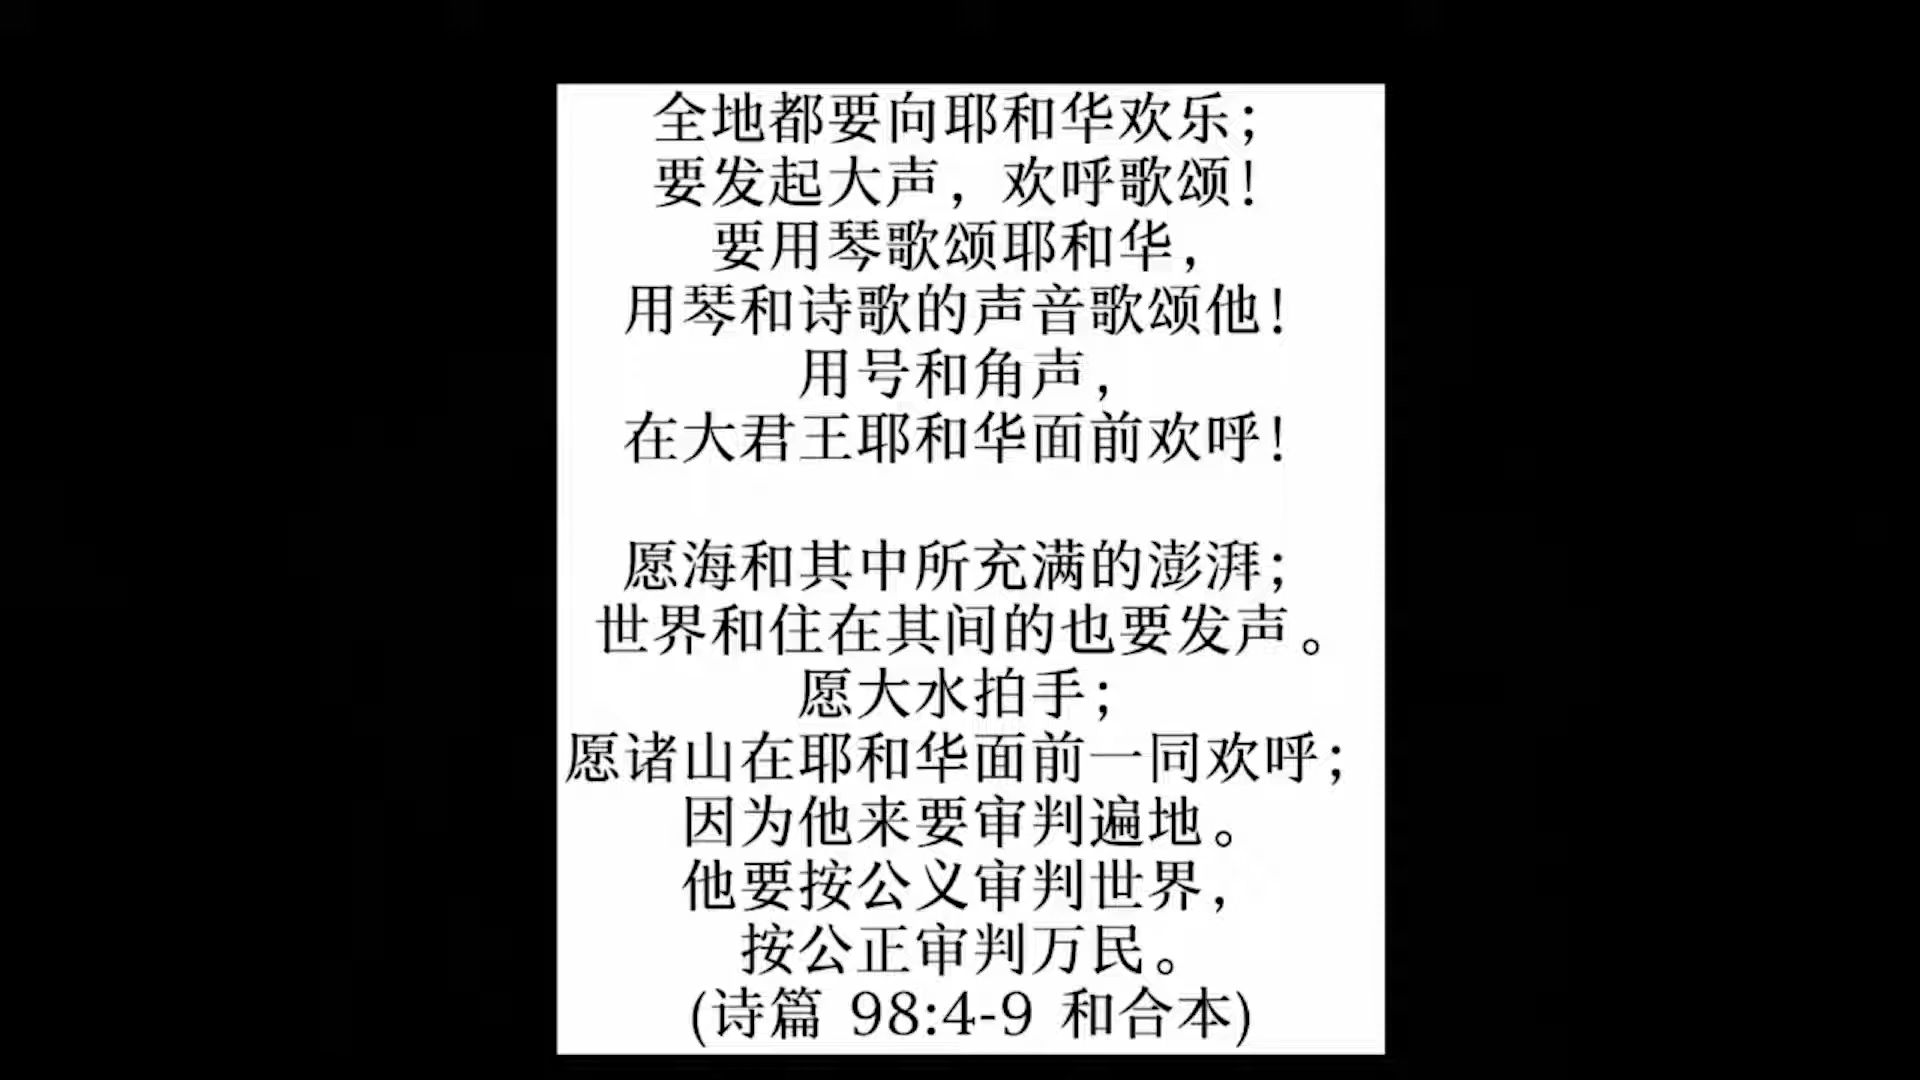 全地都要向耶和华欢乐；
要发起大声，欢呼歌颂！
要用琴歌颂耶和华，
用琴和诗歌的声音歌颂他！
用号和角声，
在大君王耶和华面前欢呼！
愿海和其中所充满的澎湃；
世界和住在其间的也要发声。
愿大水拍手；
愿诸山在耶和华面前一同欢呼；
因为他来要审判遍地。
他要按公义审判世界，
按公正审判万民。
(诗篇 98:4-9 和合本)